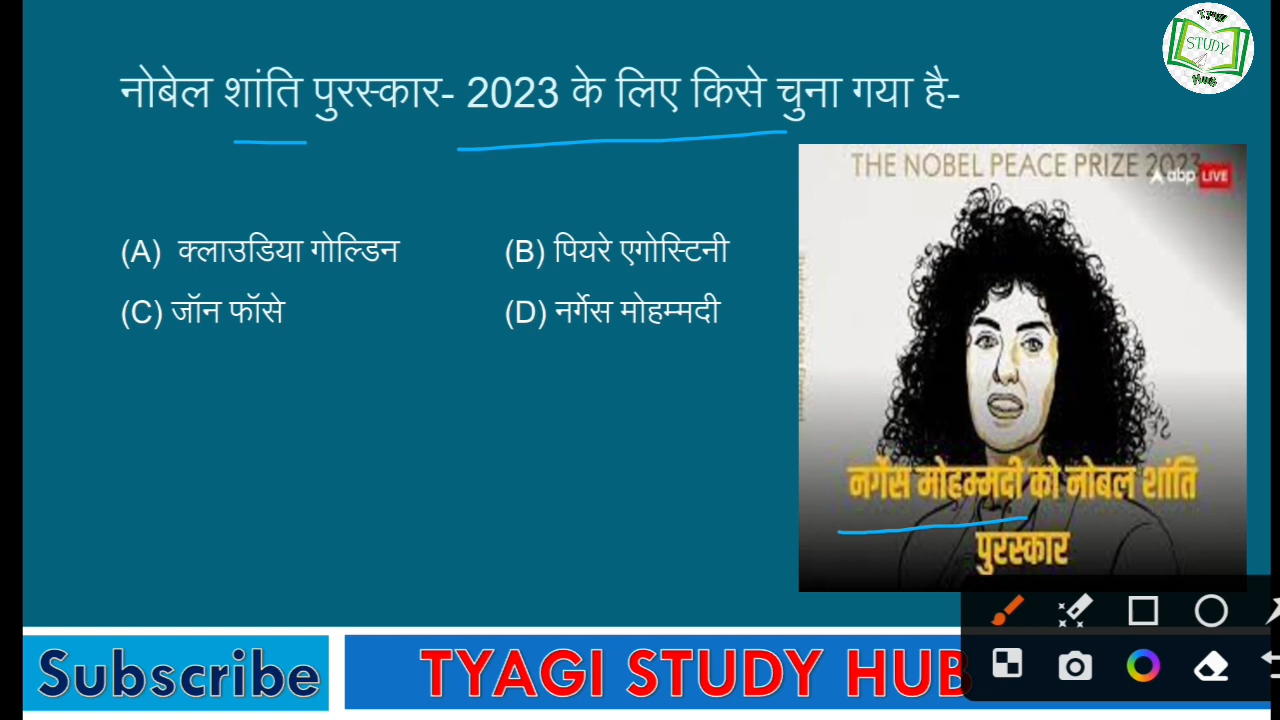 नोबेल शांति पुरस्कार- 2023 के लिए किसे चुना गया है-
STUDY
THE NOBEL PEACE PRIZE 2023
abp LIVE
(A) क्लाउडिया गोल्डिन
(B) पियरे एगोस्टिनी
(C) जॉन फॉसे
(D) नर्गेस मोहम्मदी
नर्गेस मोहम्मदी को नोबल शांति
पुरस्कार
Subscribe
TYAGI STUDY HUB